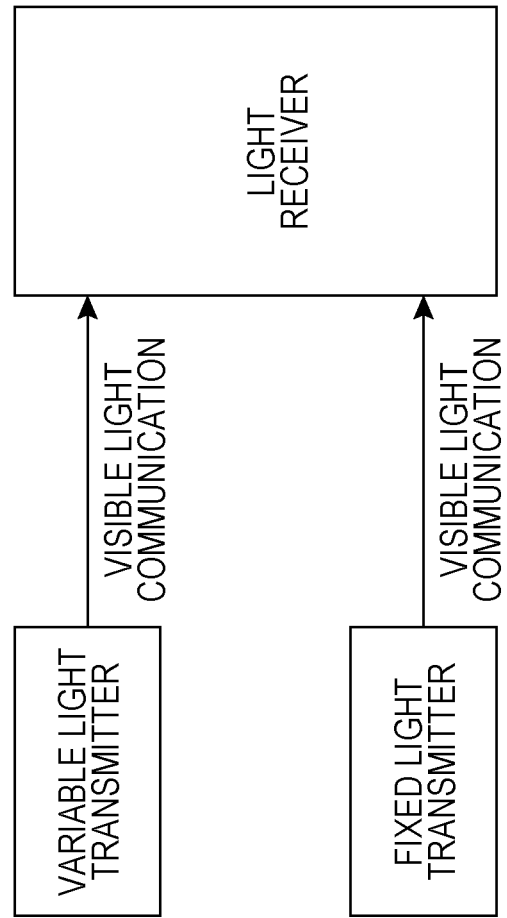 VARIABLE LIGHT
TRANSMITTER
VISIBLE LIGHT
COMMUNICATION
LIGHT
RECEIVER
FIXED LIGHT
TRANSMITTER
VISIBLE LIGHT
COMMUNICATION